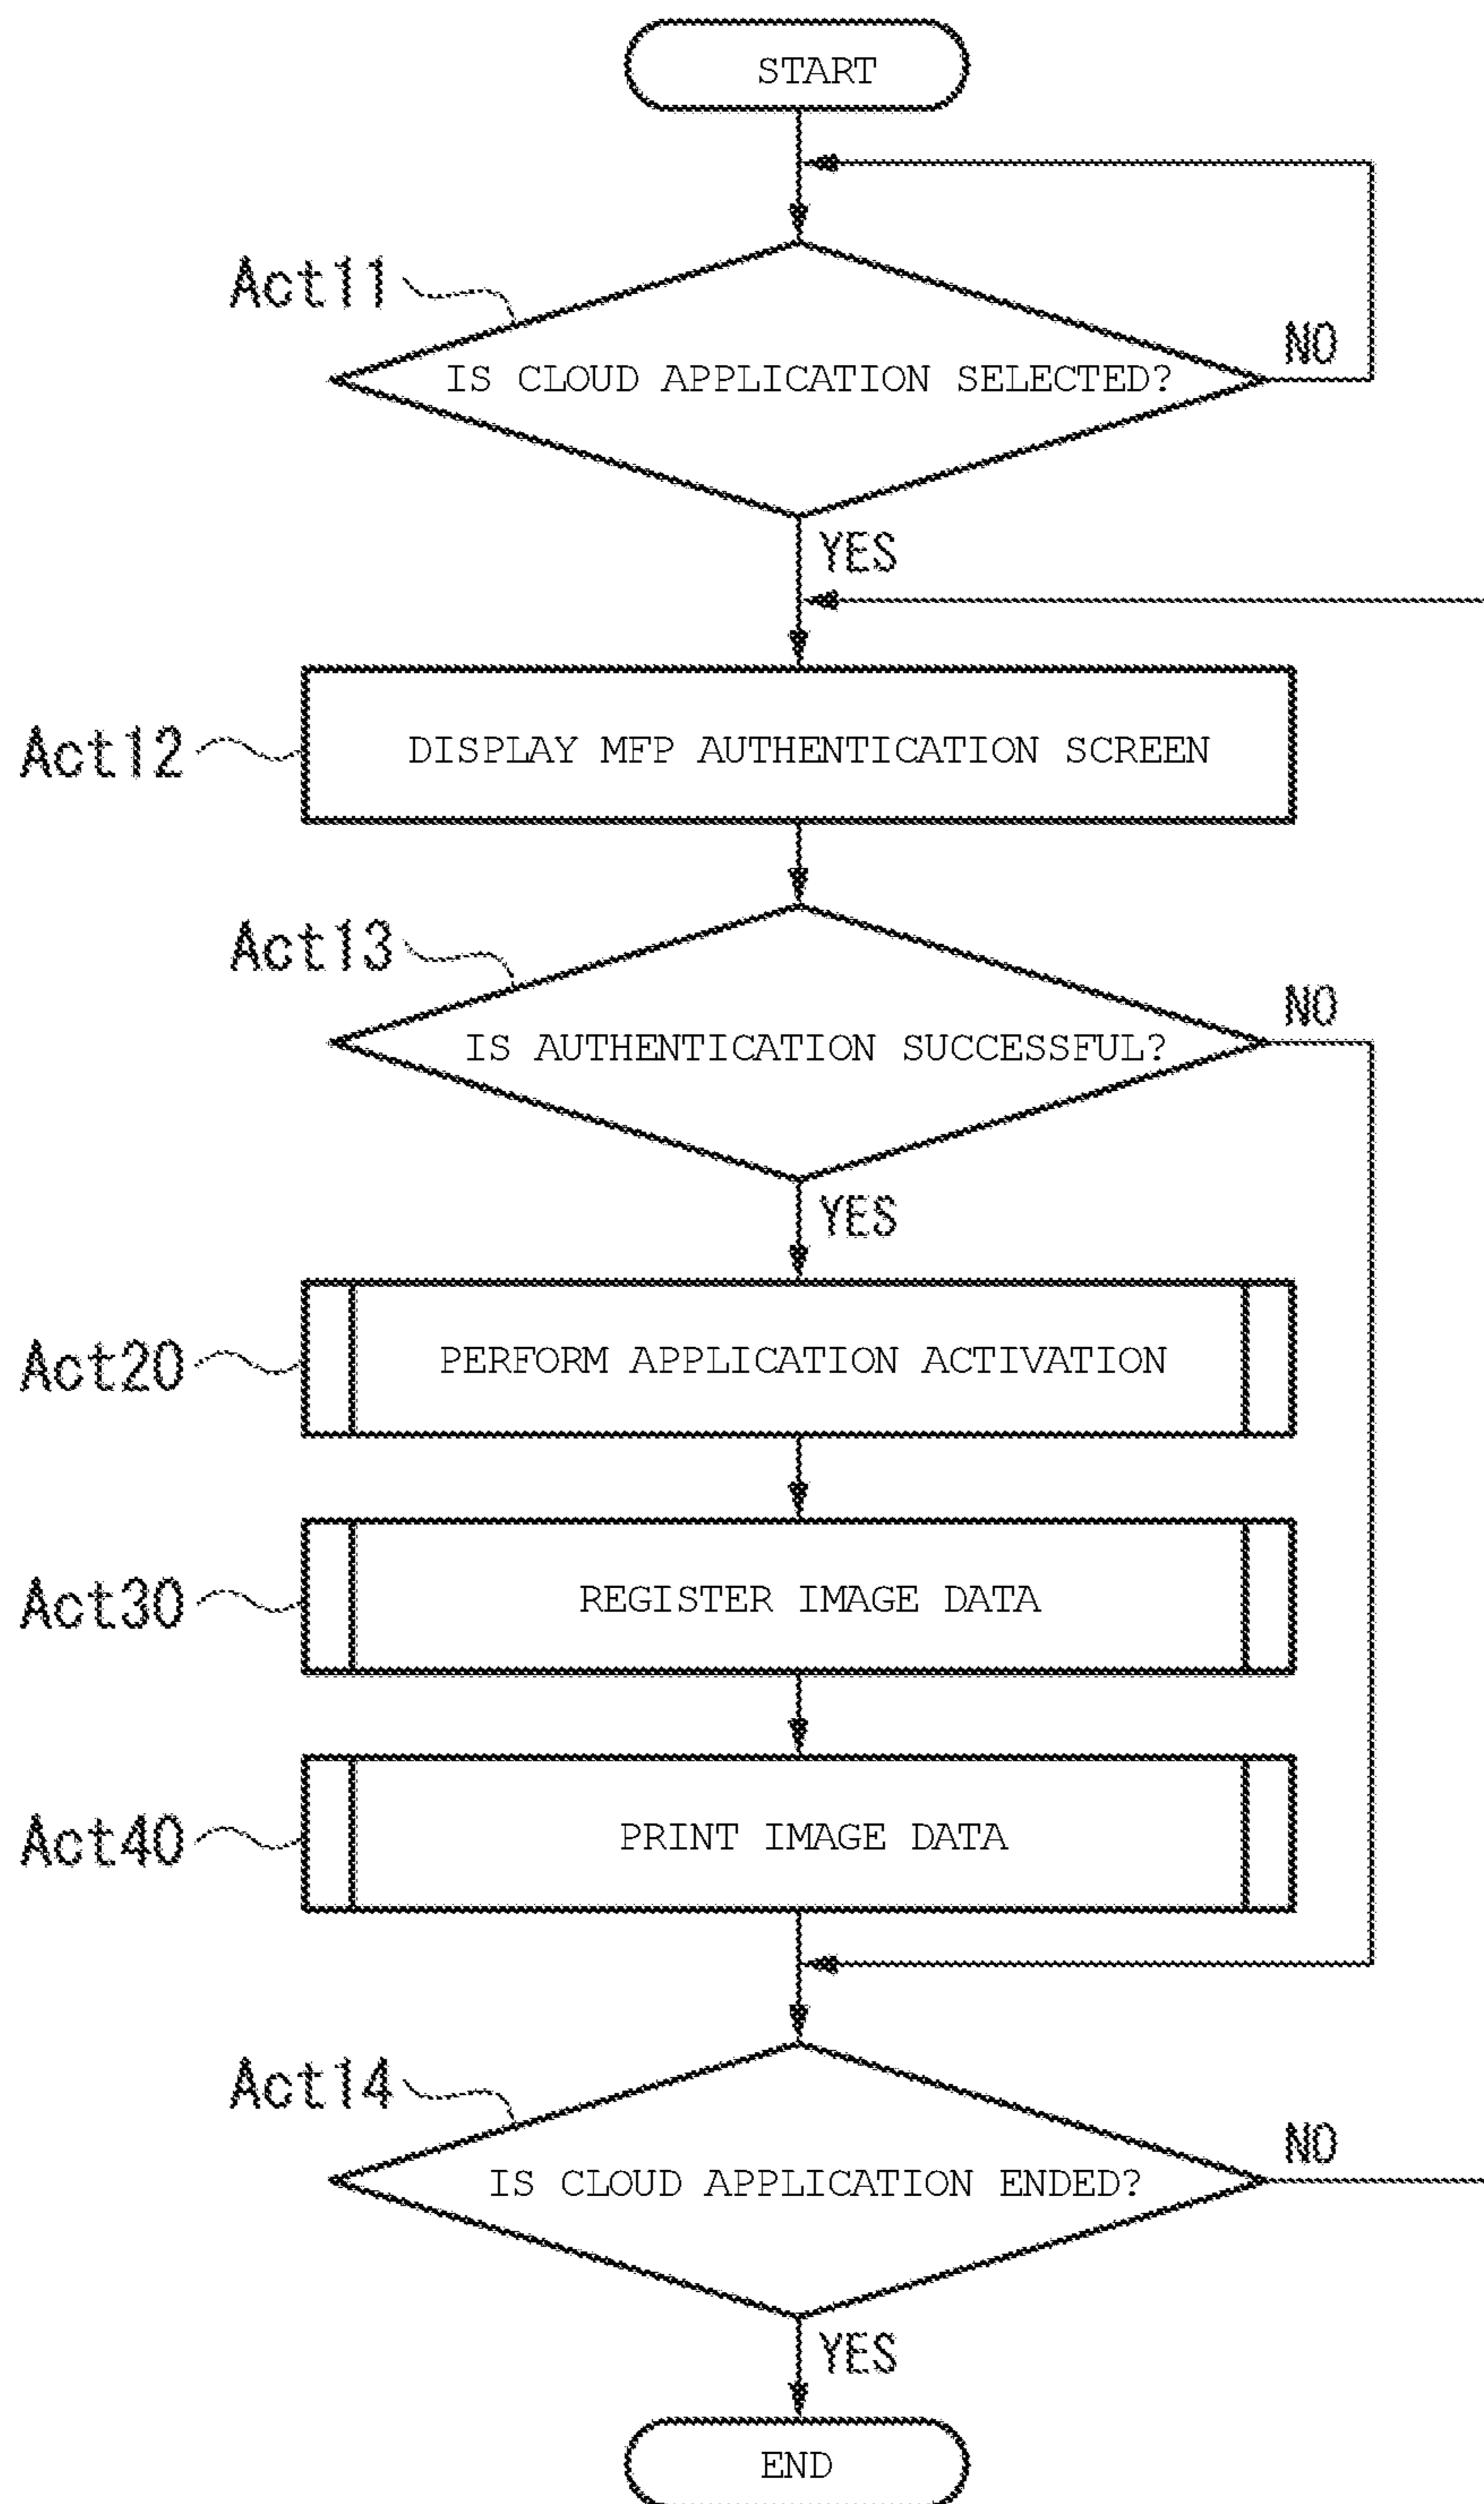 START
Act11
IS CLOUD APPLICATION SELECTED?
NO
YES
Act12
DISPLAY MFP AUTHENTICATION SCREEN
Act13
IS AUTHENTICATION SUCCESSFUL?
NO
YES
Act20
PERFORM APPLICATION ACTIVATION
Act30
REGISTER IMAGE DATA
Act40
PRINT IMAGE DATA
Act14
IS CLOUD APPLICATION ENDED?
NO
YES
END